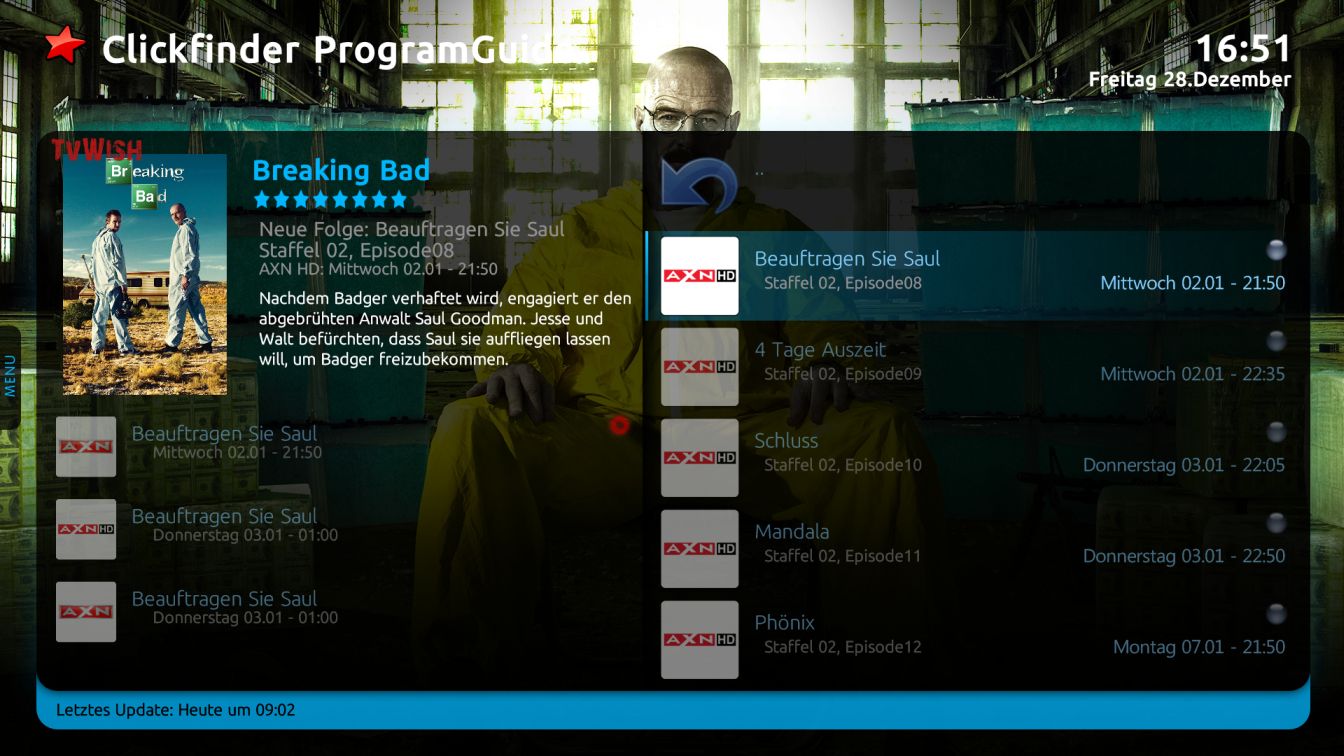 Clickfinder ProgramGuide
16:51
Freitag 28.Dezember
TVWISH
Breaking
Bad
Breaking Bad
Neue Folge: Beauftragen Sie Saul
Staffel 02, Episode08
AXN HD: Mittwoch 02.01 - 21:50
Nachdem Badger verhaftet wird, engagiert er den
abgebrühten Anwalt Saul Goodman. Jesse und
Walt befürchten, dass Saul sie auffliegen lassen
will, um Badger freizubekommen.
MENU
AXN
Beauftragen Sie Saul
Mittwoch 02.01 - 21:50
AXN HD
Beauftragen Sie Saul
Donnerstag 03.01 - 01:00
AXN
Beauftragen Sie Saul
Donnerstag 03.01 - 01:00
..
AXN HD
Beauftragen Sie Saul
Staffel 02, Episode08
Mittwoch 02.01 - 21:50
AXN HD
4 Tage Auszeit
Staffel 02, Episode09
Mittwoch 02.01 - 22:35
AXN HD
Schluss
Staffel 02, Episode10
Donnerstag 03.01 - 22:05
AXN HD
Mandala
Staffel 02, Episode11
Donnerstag 03.01 - 22:50
AXN HD
Phönix
Staffel 02, Episode12
Montag 07.01 - 21:50
Letztes Update: Heute um 09:02